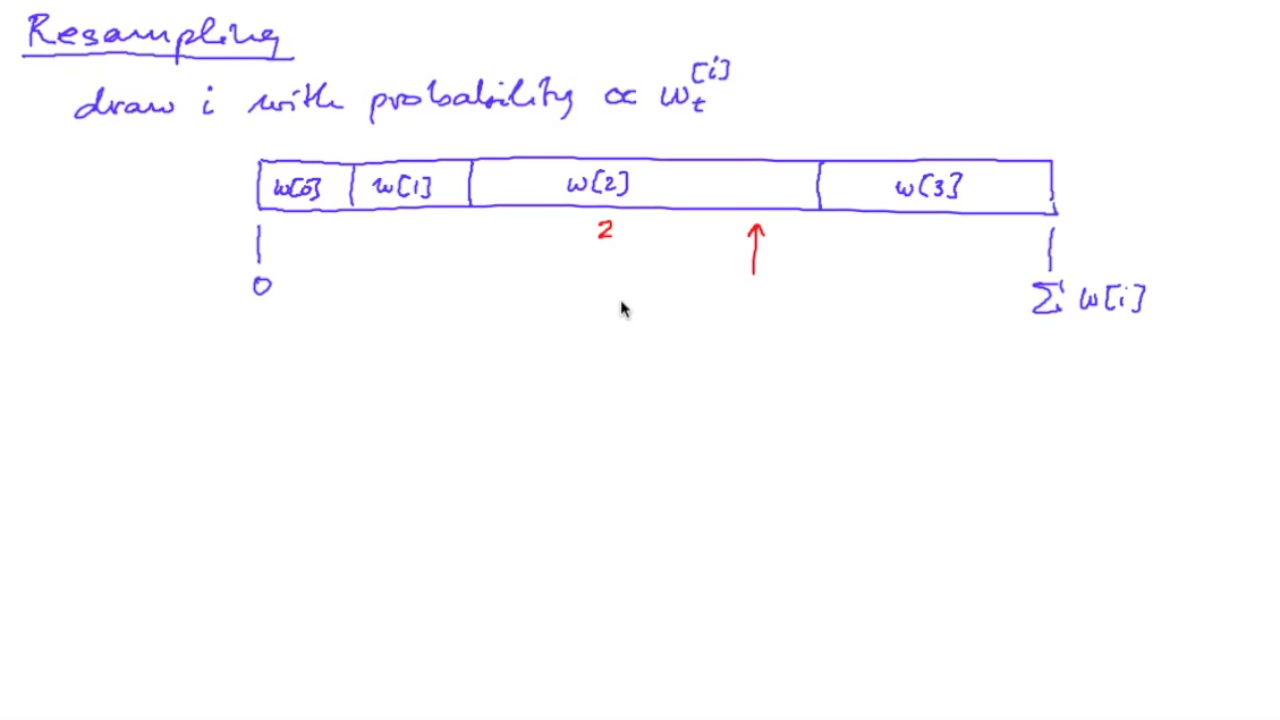 Resampling
draw i with probability ∝ w_t^[i]
w[0] w[1] w[2] w[3]
2
0
Σ w[i]